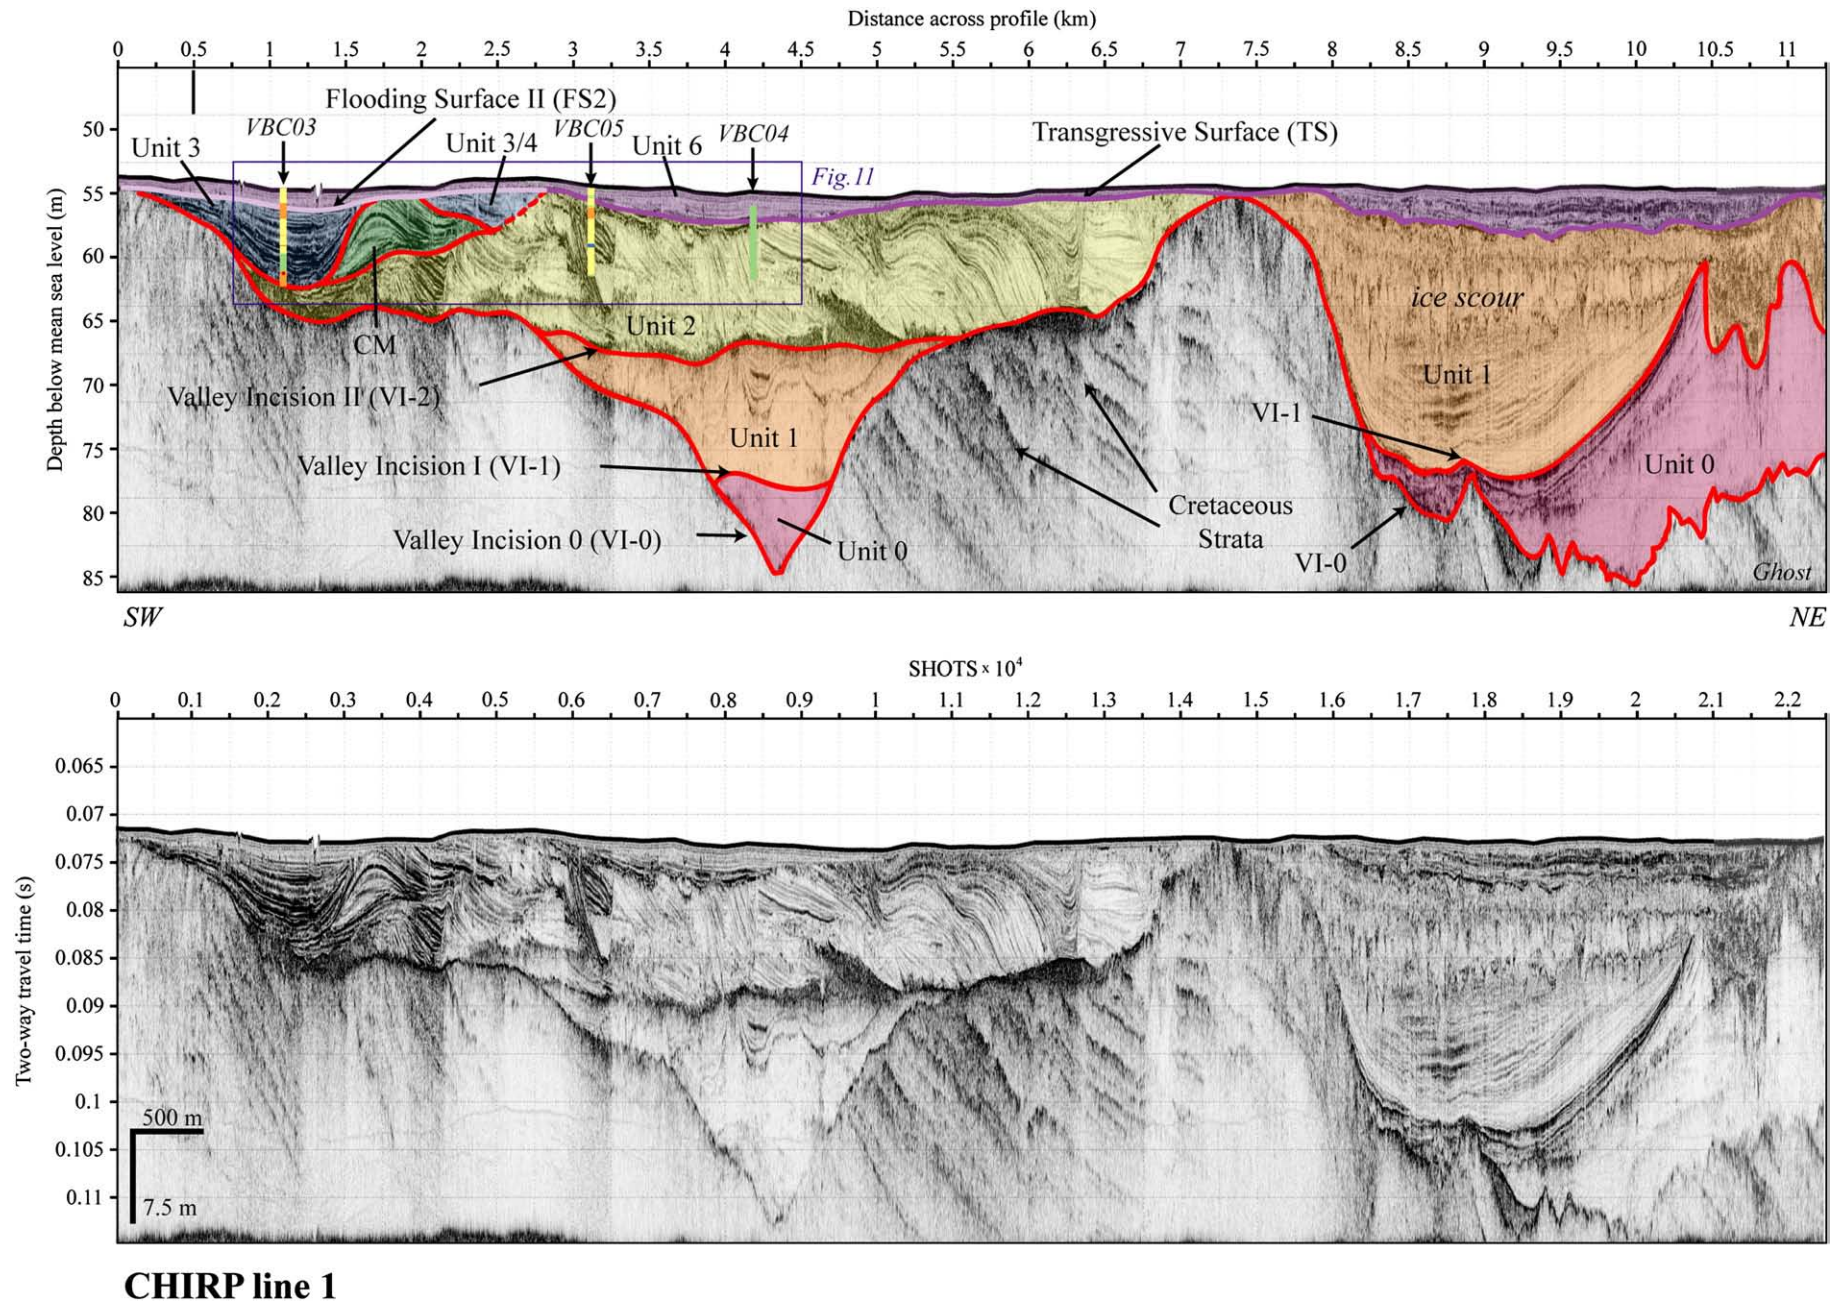 Distance across profile (km)
0 0.5 1 1.5 2 2.5 3 3.5 4 4.5 5 5.5 6 6.5 7 7.5 8 8.5 9 9.5 10 10.5 11
Flooding Surface II (FS2)
VBC03
VBC05
VBC04
Unit 3
Unit 3/4
Unit 6
Transgressive Surface (TS)
Fig.11
Depth below mean sea level (m)
50
55
60
65
70
75
80
85
ice scour
Unit 2
CM
Unit 1
Valley Incision II (VI-2)
VI-1
Unit 1
Valley Incision I (VI-1)
Unit 0
Cretaceous
Strata
Valley Incision 0 (VI-0)
Unit 0
VI-0
Ghost
SW
NE
SHOTS x 10⁴
0 0.1 0.2 0.3 0.4 0.5 0.6 0.7 0.8 0.9 1 1.1 1.2 1.3 1.4 1.5 1.6 1.7 1.8 1.9 2 2.1 2.2
Two-way travel time (s)
0.065
0.07
0.075
0.08
0.085
0.09
0.095
0.1
0.105
0.11
500 m
7.5 m
CHIRP line 1